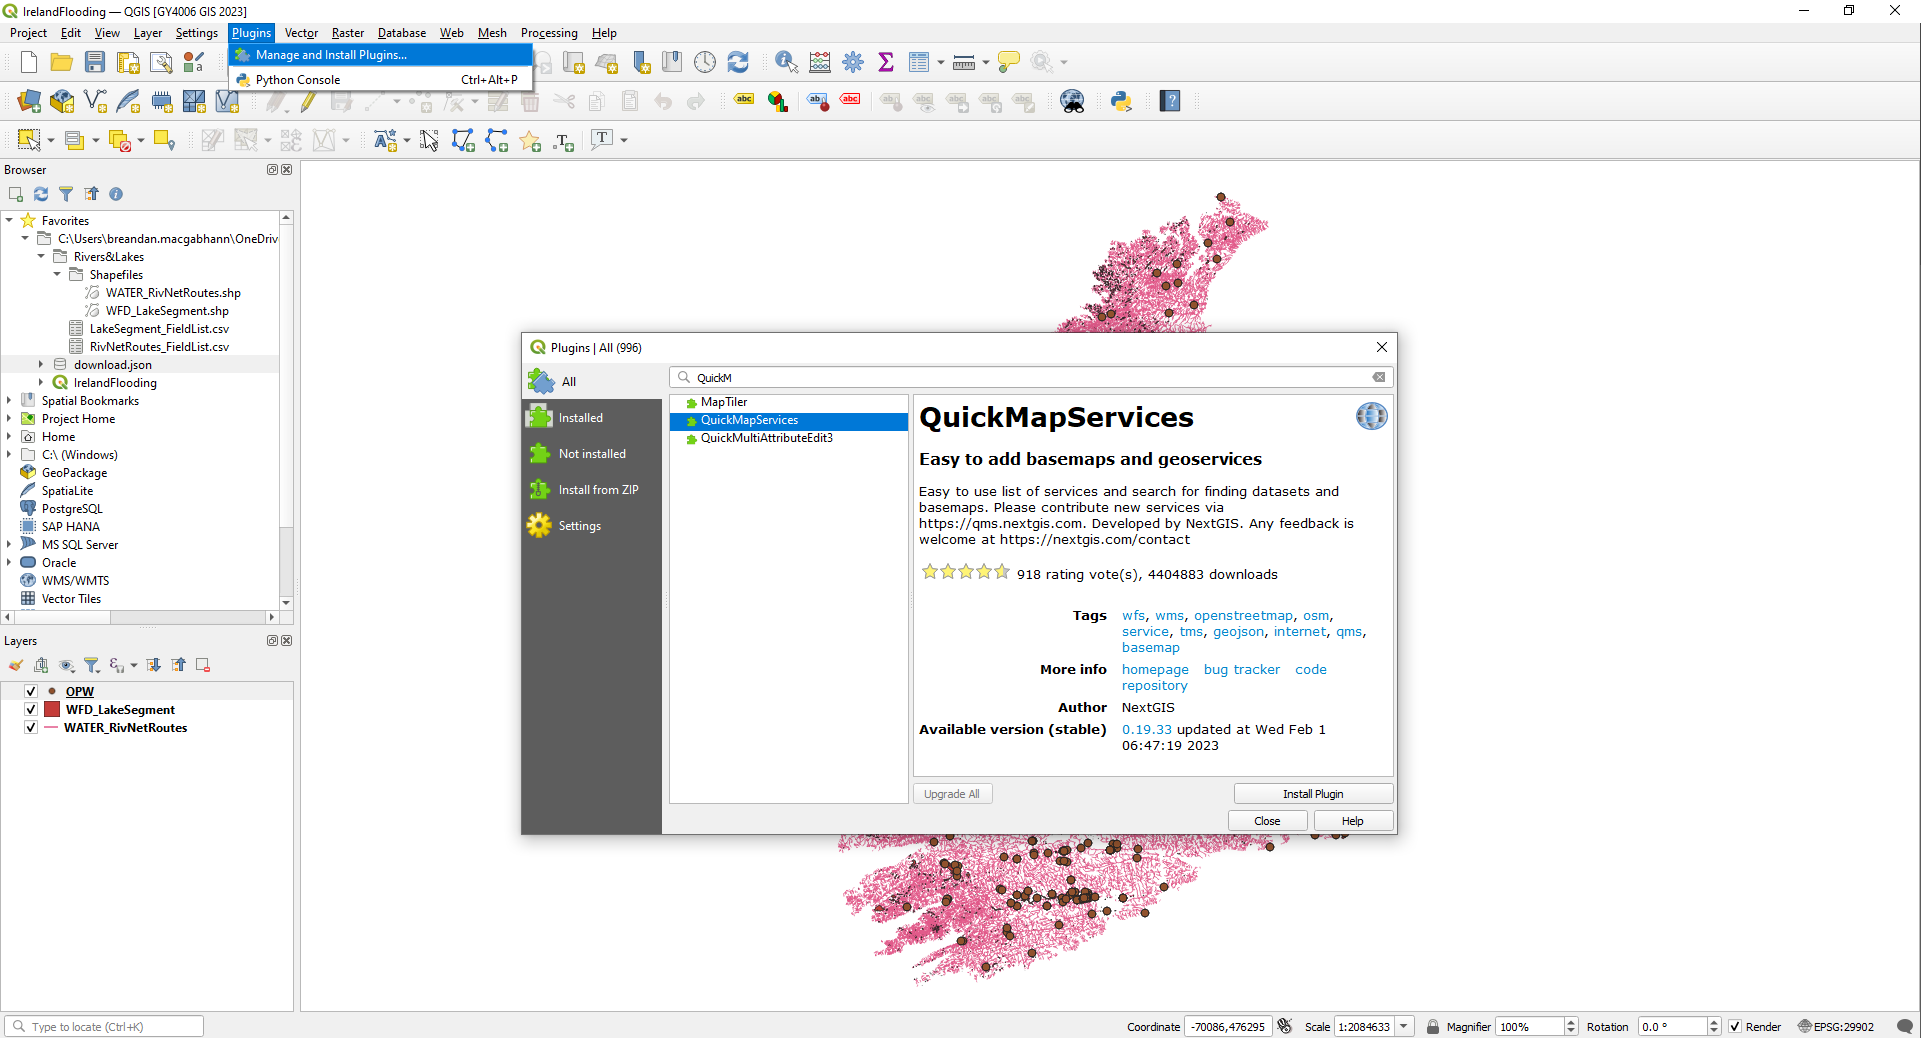 IrelandFlooding — QGIS [GY4006 GIS 2023]
Project Edit View Layer Settings Plugins Vector Raster Database Web Mesh Processing Help
Manage and Install Plugins...
Python Console Ctrl+Alt+P
Browser
Favorites
C:\Users\breandan.macgabhann\OneDriv
Rivers&Lakes
Shapefiles
WATER_RivNetRoutes.shp
WFD_LakeSegment.shp
LakeSegment_FieldList.csv
RivNetRoutes_FieldList.csv
download.json
IrelandFlooding
Spatial Bookmarks
Project Home
Home
C:\ (Windows)
GeoPackage
SpatiaLite
PostgreSQL
SAP HANA
MS SQL Server
Oracle
WMS/WMTS
Vector Tiles
Layers
OPW
WFD_LakeSegment
WATER_RivNetRoutes
Plugins | All (996)
All
Installed
Not installed
Install from ZIP
Settings
QuickM
MapTiler
QuickMapServices
QuickMultiAttributeEdit3
QuickMapServices
Easy to add basemaps and geoservices
Easy to use list of services and search for finding datasets and
basemaps. Please contribute new services via
https://qms.nextgis.com. Developed by NextGIS. Any feedback is
welcome at https://nextgis.com/contact
918 rating vote(s), 4404883 downloads
Tags wfs, wms, openstreetmap, osm,
service, tms, geojson, internet, qms,
basemap
More info homepage bug tracker code
repository
Author NextGIS
Available version (stable) 0.19.33 updated at Wed Feb 1
06:47:19 2023
Upgrade All
Install Plugin
Close Help
Type to locate (Ctrl+K)
Coordinate -70086,476295 Scale 1:2084633 Magnifier 100% Rotation 0.0 ° Render EPSG:29902